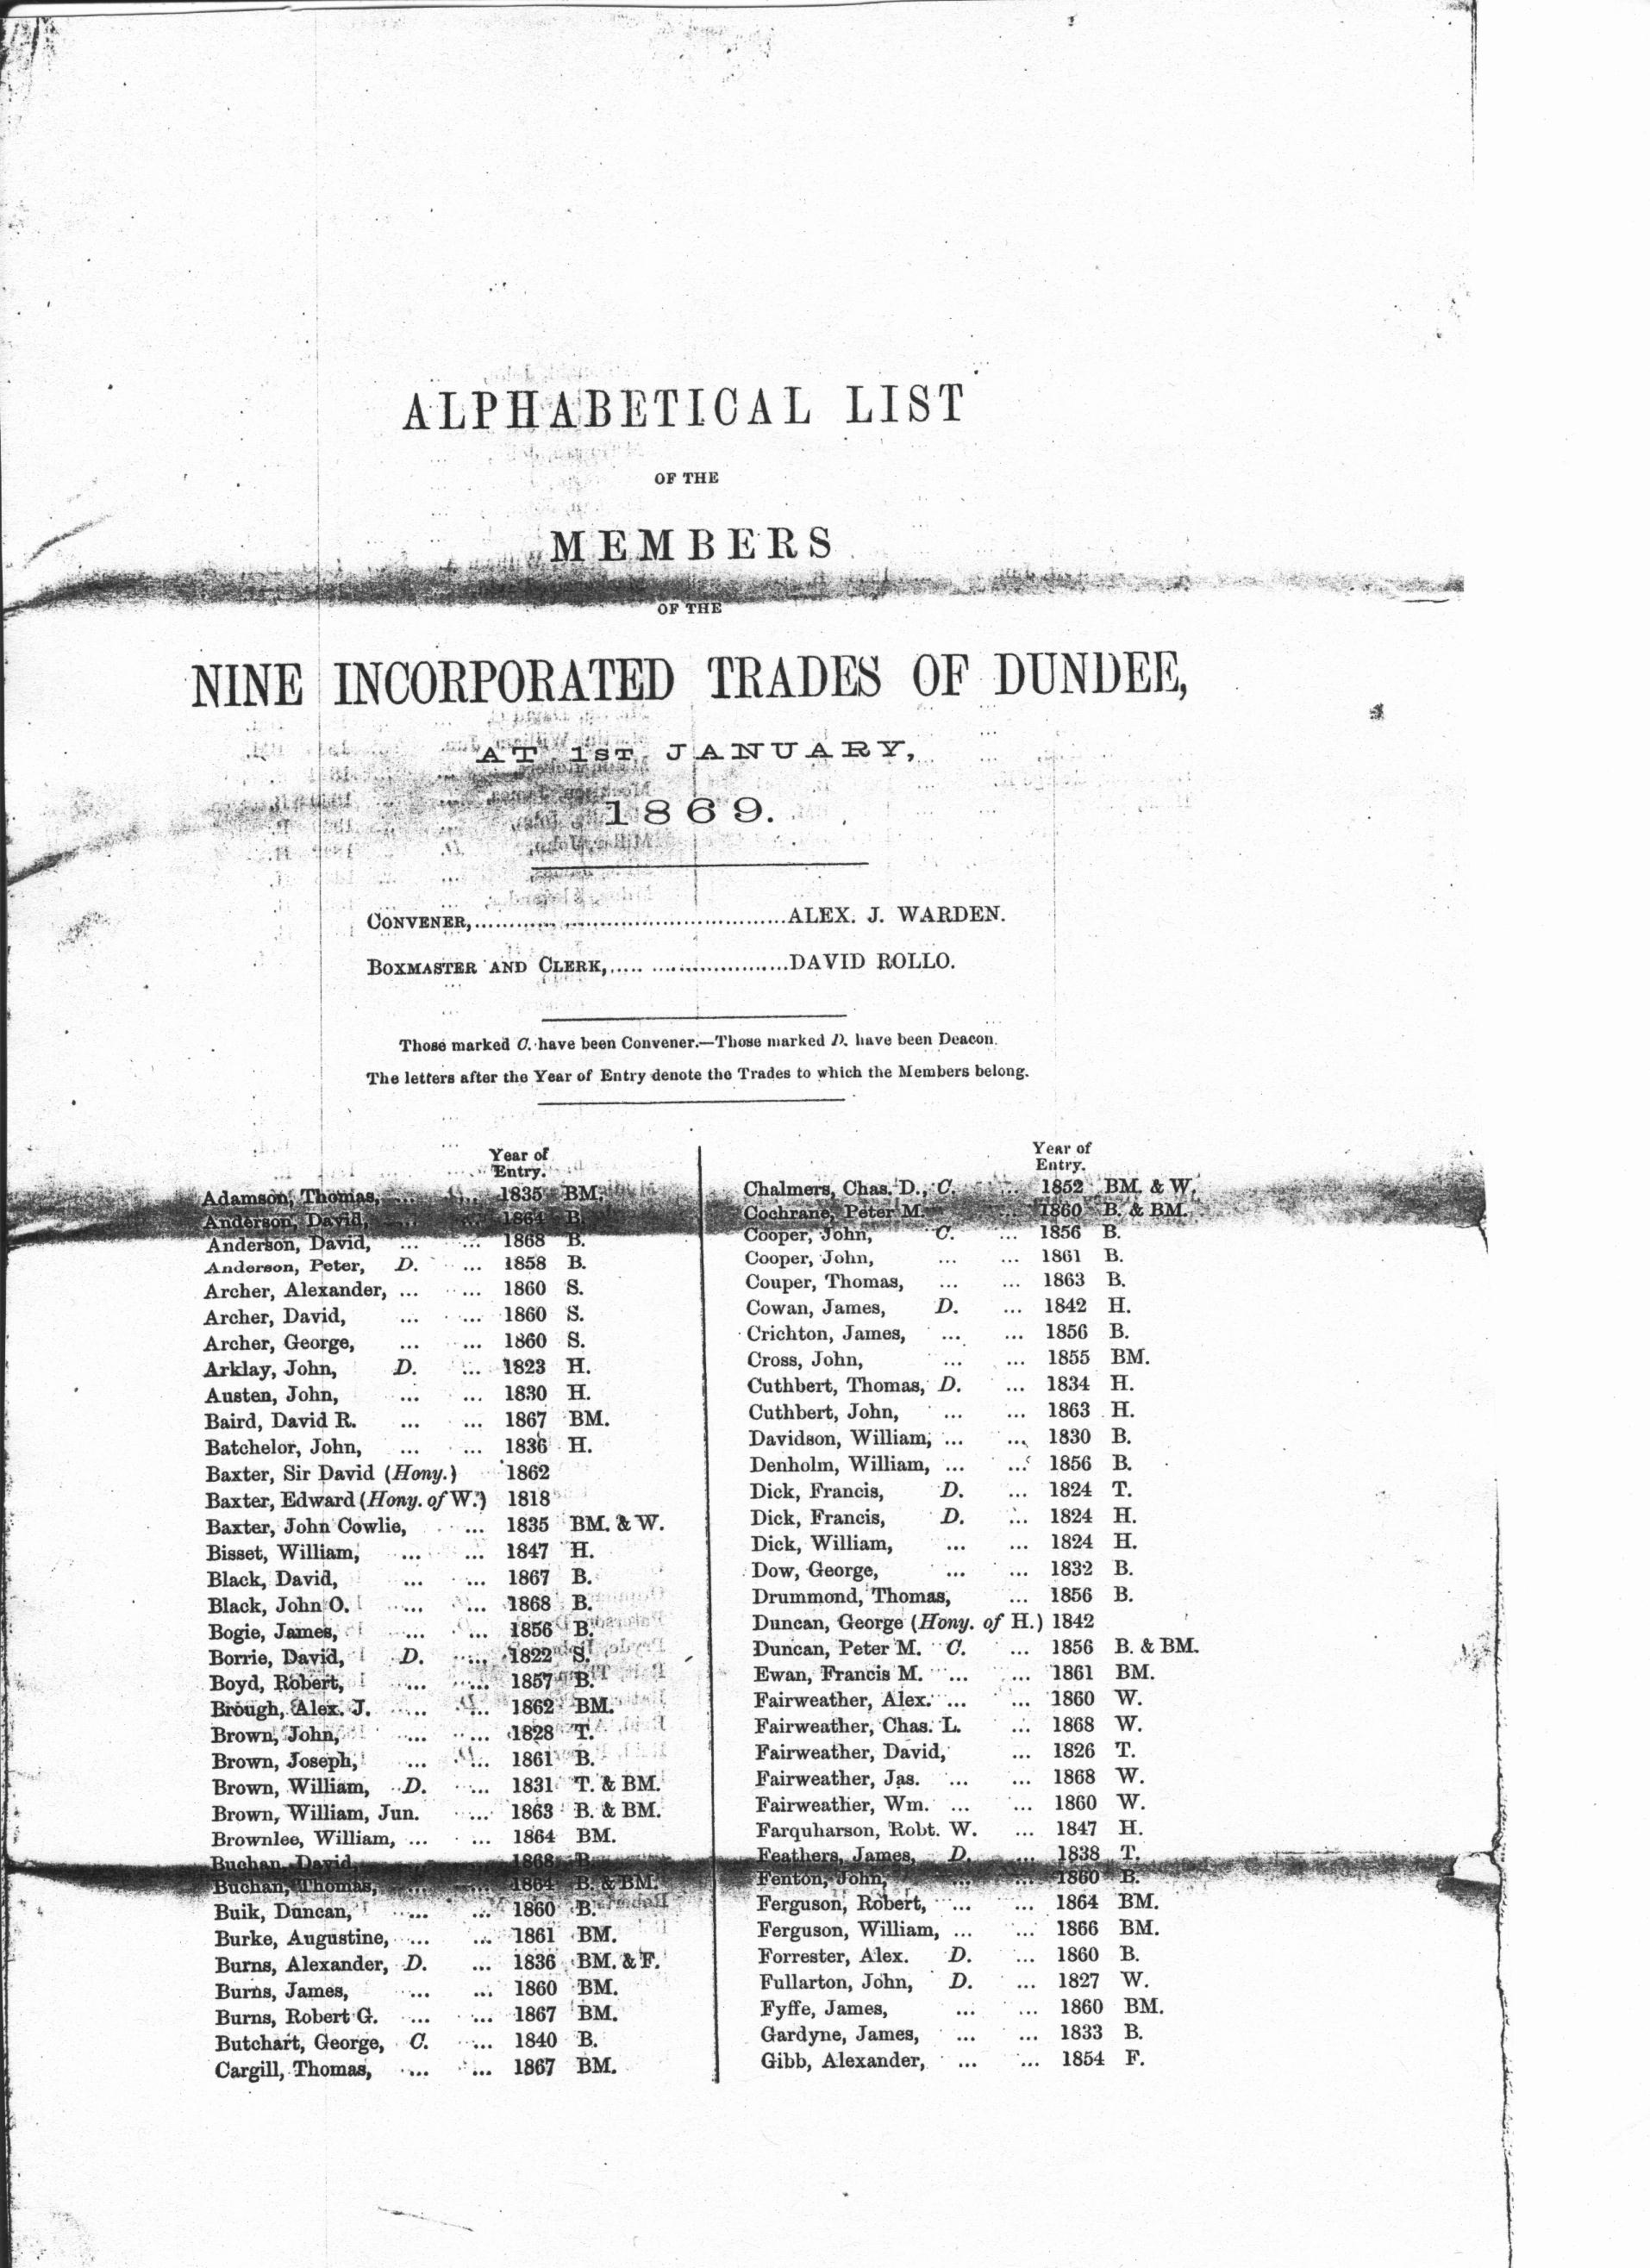 ALPHABETICAL LIST
OF THE
MEMBERS
OF THE
NINE INCORPORATED TRADES OF DUNDEE,
AT 1ST JANUARY,
1869.
CONVENER,........................................ALEX. J. WARDEN.
BOXMASTER AND CLERK,........................DAVID ROLLO.
Those marked C. have been Convener.—Those marked D. have been Deacon.
The letters after the Year of Entry denote the Trades to which the Members belong.
Year of
Entry.
Adamson, Thomas, ... ... 1835 BM.
Anderson, David, ... ... 1864 B.
Anderson, David, ... ... 1868 B.
Anderson, Peter, D. ... 1858 B.
Archer, Alexander, ... ... 1860 S.
Archer, David, ... ... 1860 S.
Archer, George, ... ... 1860 S.
Arklay, John, D. ... 1823 H.
Austen, John, ... ... 1830 H.
Baird, David R. ... ... 1867 BM.
Batchelor, John, ... ... 1836 H.
Baxter, Sir David (Hony.) 1862
Baxter, Edward (Hony. of W.) 1818
Baxter, John Cowlie, ... 1835 BM. & W.
Bisset, William, ... ... 1847 H.
Black, David, ... ... 1867 B.
Black, John O. ... ... 1868 B.
Bogie, James, ... ... 1856 B.
Borrie, David, D. ... 1822 S.
Boyd, Robert, ... ... 1857 B.
Brough, Alex. J. ... ... 1862 BM.
Brown, John, ... ... 1828 T.
Brown, Joseph, ... ... 1861 B.
Brown, William, D. ... 1831 T. & BM.
Brown, William, Jun. ... 1863 B. & BM.
Brownlee, William, ... ... 1864 BM.
Buchan, David, ... ... 1868 B.
Buchan, Thomas, ... ... 1864 B. & BM.
Buik, Duncan, ... ... 1860 B.
Burke, Augustine, ... ... 1861 BM.
Burns, Alexander, D. ... 1836 BM. & F.
Burns, James, ... ... 1860 BM.
Burns, Robert G. ... ... 1867 BM.
Butchart, George, C. ... 1840 B.
Cargill, Thomas, ... ... 1867 BM.
Year of
Entry.
Chalmers, Chas. D., C. ... 1852 BM. & W.
Cochrane, Peter M. ... 1860 B. & BM.
Cooper, John, C. ... 1856 B.
Cooper, John, ... ... 1861 B.
Couper, Thomas, ... ... 1863 B.
Cowan, James, D. ... 1842 H.
Crichton, James, ... ... 1856 B.
Cross, John, ... ... 1855 BM.
Cuthbert, Thomas, D. ... 1834 H.
Cuthbert, John, ... ... 1863 H.
Davidson, William, ... ... 1830 B.
Denholm, William, ... ... 1856 B.
Dick, Francis, D. ... 1824 T.
Dick, Francis, D. ... 1824 H.
Dick, William, ... ... 1824 H.
Dow, George, ... ... 1832 B.
Drummond, Thomas, ... 1856 B.
Duncan, George (Hony. of H.) 1842
Duncan, Peter M. C. ... 1856 B. & BM.
Ewan, Francis M. ... ... 1861 BM.
Fairweather, Alex. ... ... 1860 W.
Fairweather, Chas. L. ... 1868 W.
Fairweather, David, ... 1826 T.
Fairweather, Jas. ... ... 1868 W.
Fairweather, Wm. ... ... 1860 W.
Farquharson, Robt. W. ... 1847 H.
Feathers, James, D. ... 1838 T.
Fenton, John, ... ... 1860 B.
Ferguson, Robert, ... ... 1864 BM.
Ferguson, William, ... ... 1866 BM.
Forrester, Alex. D. ... 1860 B.
Fullarton, John, D. ... 1827 W.
Fyffe, James, ... ... 1860 BM.
Gardyne, James, ... ... 1833 B.
Gibb, Alexander, ... ... 1854 F.